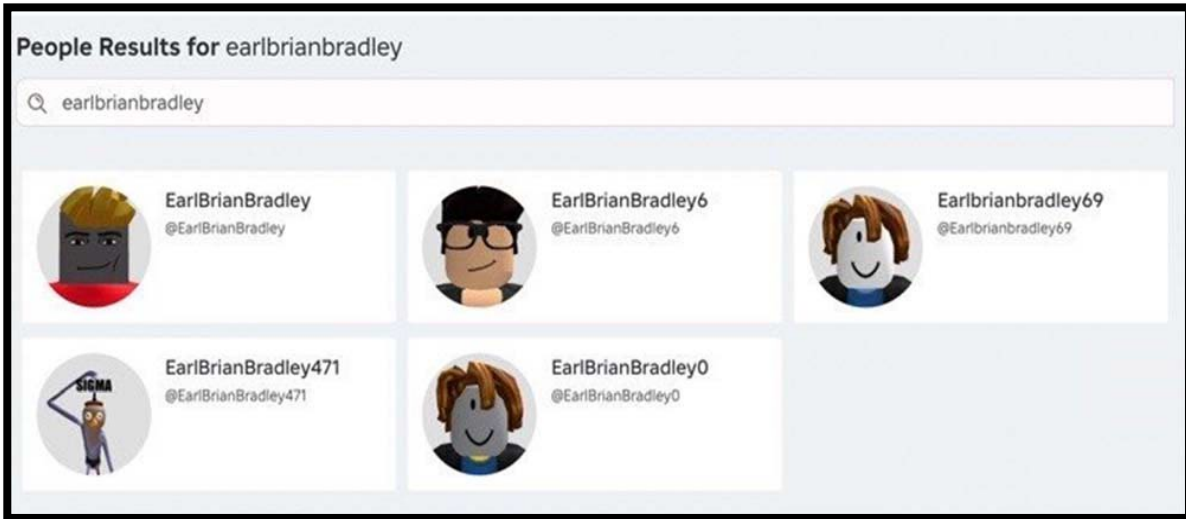 People Results for earlbrianbradley
earlbrianbradley
EarlBrianBradley
@EarlBrianBradley
EarlBrianBradley6
@EarlBrianBradley6
Earlbrianbradley69
@Earlbrianbradley69
SIGMA
EarlBrianBradley471
@EarlBrianBradley471
EarlBrianBradley0
@EarlBrianBradley0